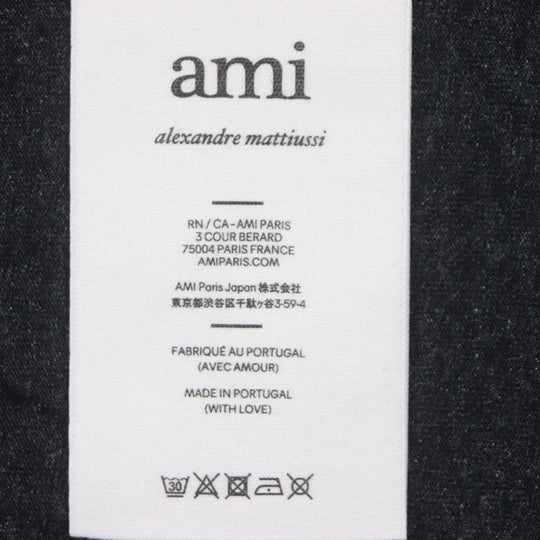 ami
alexandre mattiussi
RN / CA-AMI PARIS
3 COUR BERARD
75004 PARIS FRANCE
AMIPARIS.COM
AMI Paris Japan 株式会社
東京都渋谷区千駄ヶ谷3-59-4
FABRIQUÉ AU PORTUGAL
(AVEC AMOUR)
MADE IN PORTUGAL
(WITH LOVE)
30